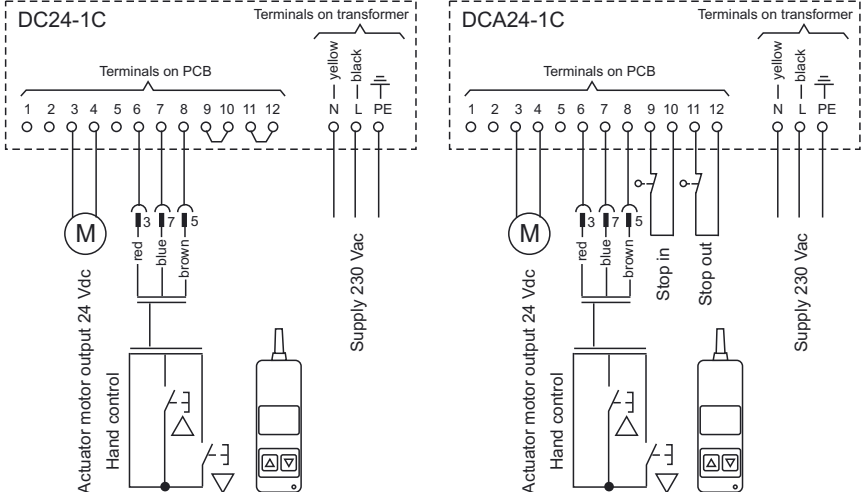 DC24-1C
Terminals on transformer
yellow
black
Terminals on PCB
1 2 3 4 5 6 7 8 9 10 11 12
N L PE
M
3 7 5
red
blue
brown
Actuator motor output 24 Vdc
Hand control
Supply 230 Vac
DCA24-1C
Terminals on transformer
yellow
black
Terminals on PCB
1 2 3 4 5 6 7 8 9 10 11 12
N L PE
M
3 7 5
red
blue
brown
Stop in
Stop out
Actuator motor output 24 Vdc
Hand control
Supply 230 Vac